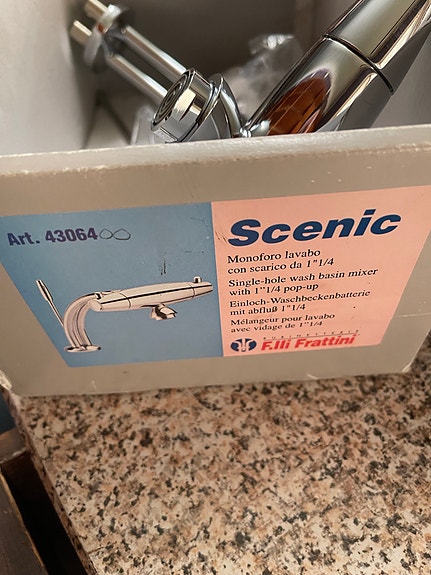 Art. 43064
Scenic
Monoforo lavabo
con scarico da 1"1/4
Single-hole wash basin mixer
with 1"1/4 pop-up
Einloch-Waschbeckenbatterie
mit abfluß 1"1/4
Mélangeur pour lavabo
avec vidage de 1"1/4
RUBINETTERIE
F.lli Frattini